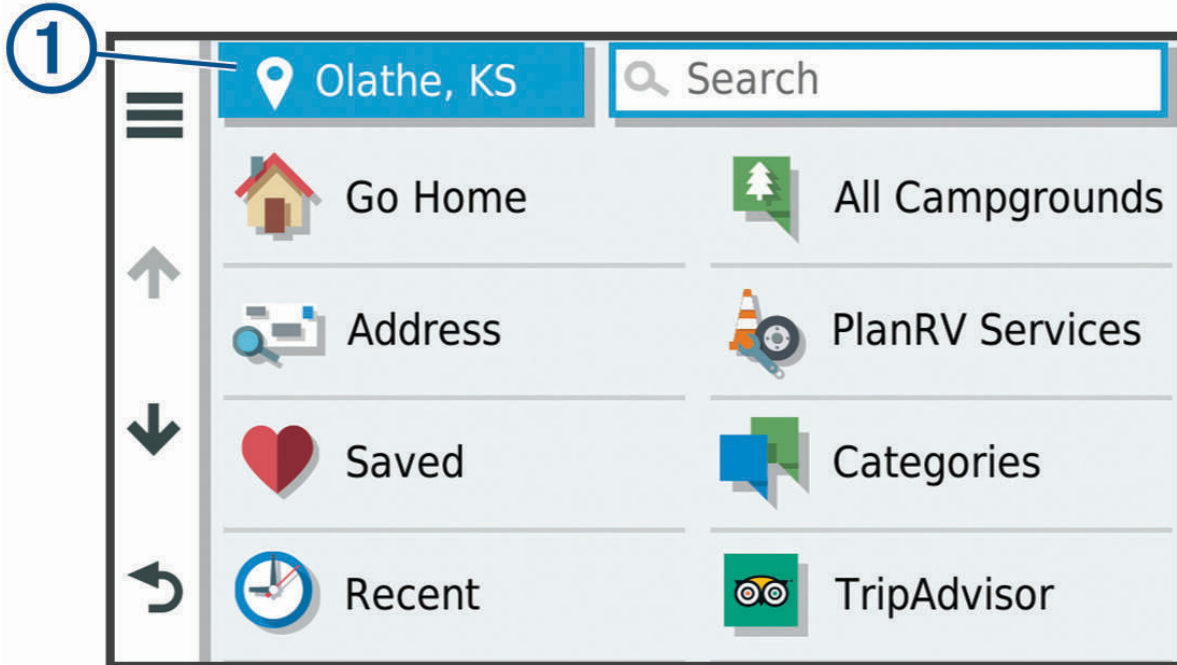 1
Olathe, KS
Search
Go Home
All Campgrounds
Address
PlanRV Services
Saved
Categories
Recent
TripAdvisor